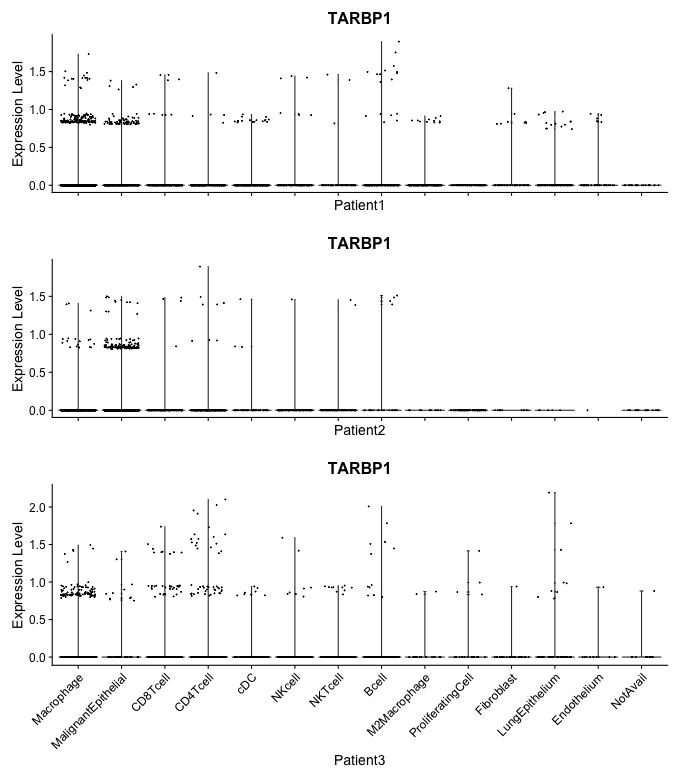 TARBP1
Expression Level
1.5
1.0
0.5
0.0
Patient1
TARBP1
Expression Level
1.5
1.0
0.5
0.0
Patient2
TARBP1
Expression Level
2.0
1.5
1.0
0.5
0.0
Macrophage
MalignantEpithelial
CD8Tcell
CD4Tcell
cDC
NKcell
NKTcell
Bcell
M2Macrophage
ProliferatingCell
Fibroblast
LungEpithelium
Endothelium
NotAvail
Patient3